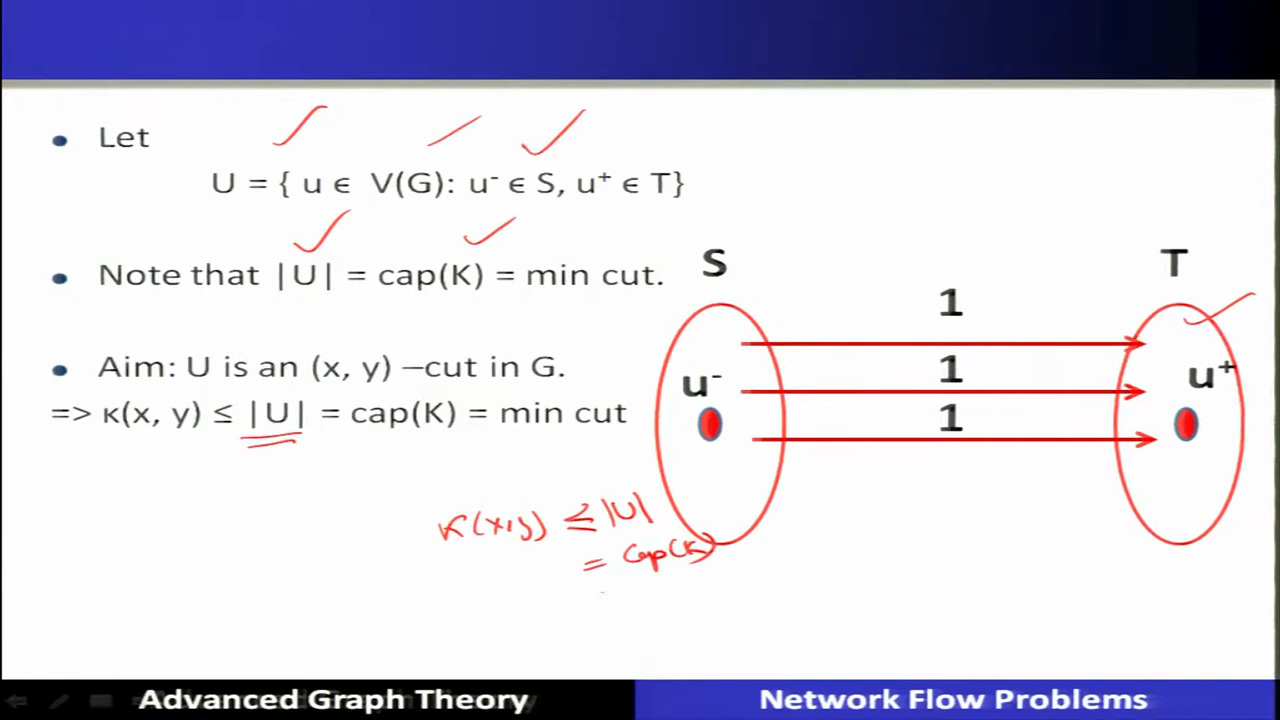 Let
U = { u ϵ V(G): u⁻ ϵ S, u⁺ ϵ T}
Note that |U| = cap(K) = min cut.
Aim: U is an (x, y) –cut in G.
=> κ(x, y) ≤ |U| = cap(K) = min cut
S
T
1
1
1
u⁻
u⁺
κ(x,y) ≤ |U|
= cap(K)
Advanced Graph Theory
Network Flow Problems